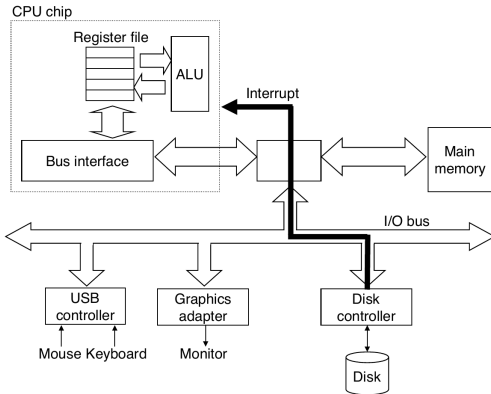 CPU chip
Register file
ALU
Interrupt
Bus interface
Main
memory
I/O bus
USB
controller
Graphics
adapter
Disk
controller
Mouse Keyboard
Monitor
Disk